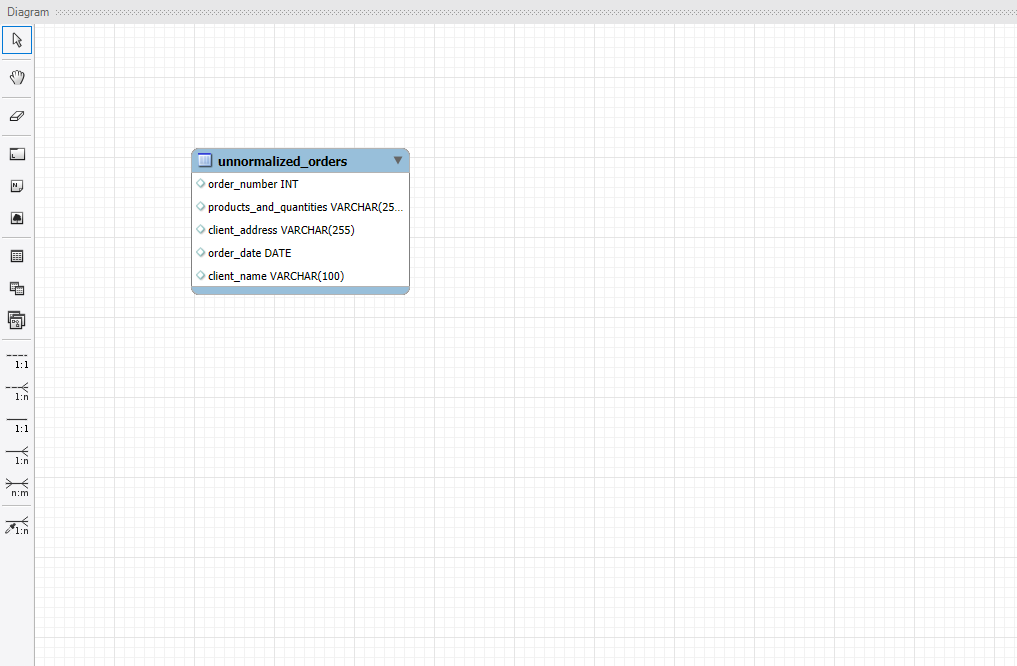 Diagram
unnormalized_orders
order_number INT
products_and_quantities VARCHAR(25...
client_address VARCHAR(255)
order_date DATE
client_name VARCHAR(100)
1:1
1:n
1:1
1:n
n:m
1:n